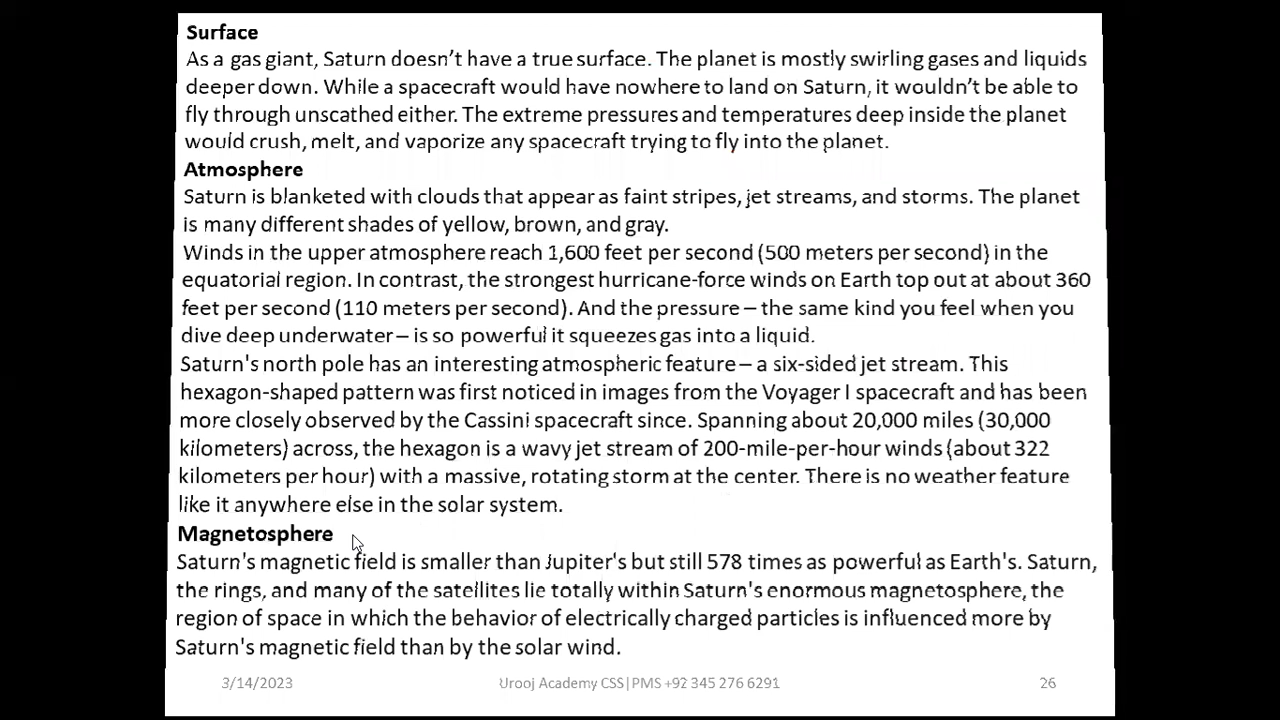 Surface
As a gas giant, Saturn doesn’t have a true surface. The planet is mostly swirling gases and liquids
deeper down. While a spacecraft would have nowhere to land on Saturn, it wouldn’t be able to
fly through unscathed either. The extreme pressures and temperatures deep inside the planet
would crush, melt, and vaporize any spacecraft trying to fly into the planet.
Atmosphere
Saturn is blanketed with clouds that appear as faint stripes, jet streams, and storms. The planet
is many different shades of yellow, brown, and gray.
Winds in the upper atmosphere reach 1,600 feet per second (500 meters per second) in the
equatorial region. In contrast, the strongest hurricane-force winds on Earth top out at about 360
feet per second (110 meters per second). And the pressure – the same kind you feel when you
dive deep underwater – is so powerful it squeezes gas into a liquid.
Saturn's north pole has an interesting atmospheric feature – a six-sided jet stream. This
hexagon-shaped pattern was first noticed in images from the Voyager I spacecraft and has been
more closely observed by the Cassini spacecraft since. Spanning about 20,000 miles (30,000
kilometers) across, the hexagon is a wavy jet stream of 200-mile-per-hour winds (about 322
kilometers per hour) with a massive, rotating storm at the center. There is no weather feature
like it anywhere else in the solar system.
Magnetosphere
Saturn's magnetic field is smaller than Jupiter's but still 578 times as powerful as Earth's. Saturn,
the rings, and many of the satellites lie totally within Saturn's enormous magnetosphere, the
region of space in which the behavior of electrically charged particles is influenced more by
Saturn's magnetic field than by the solar wind.
3/14/2023 Urooj Academy CSS|PMS +92 345 276 6291 26